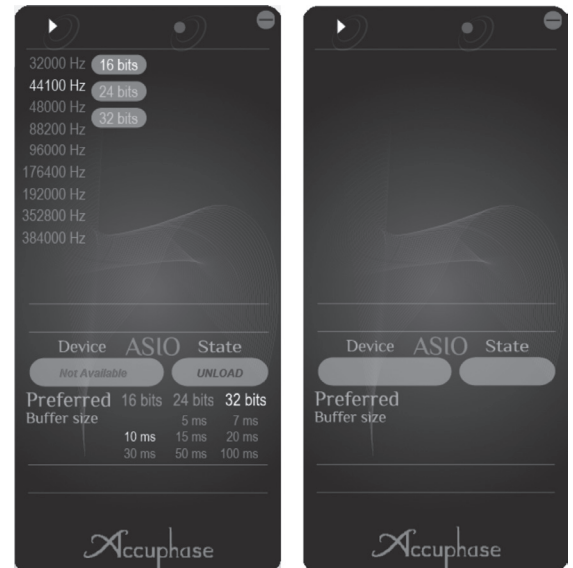 32000 Hz 16 bits
44100 Hz 24 bits
48000 Hz 32 bits
88200 Hz
96000 Hz
176400 Hz
192000 Hz
352800 Hz
384000 Hz
Device ASIO State
Not Available UNLOAD
Preferred 16 bits 24 bits 32 bits
Buffer size 5 ms 7 ms
10 ms 15 ms 20 ms
30 ms 50 ms 100 ms
Accuphase
Device ASIO State
Preferred
Buffer size
Accuphase